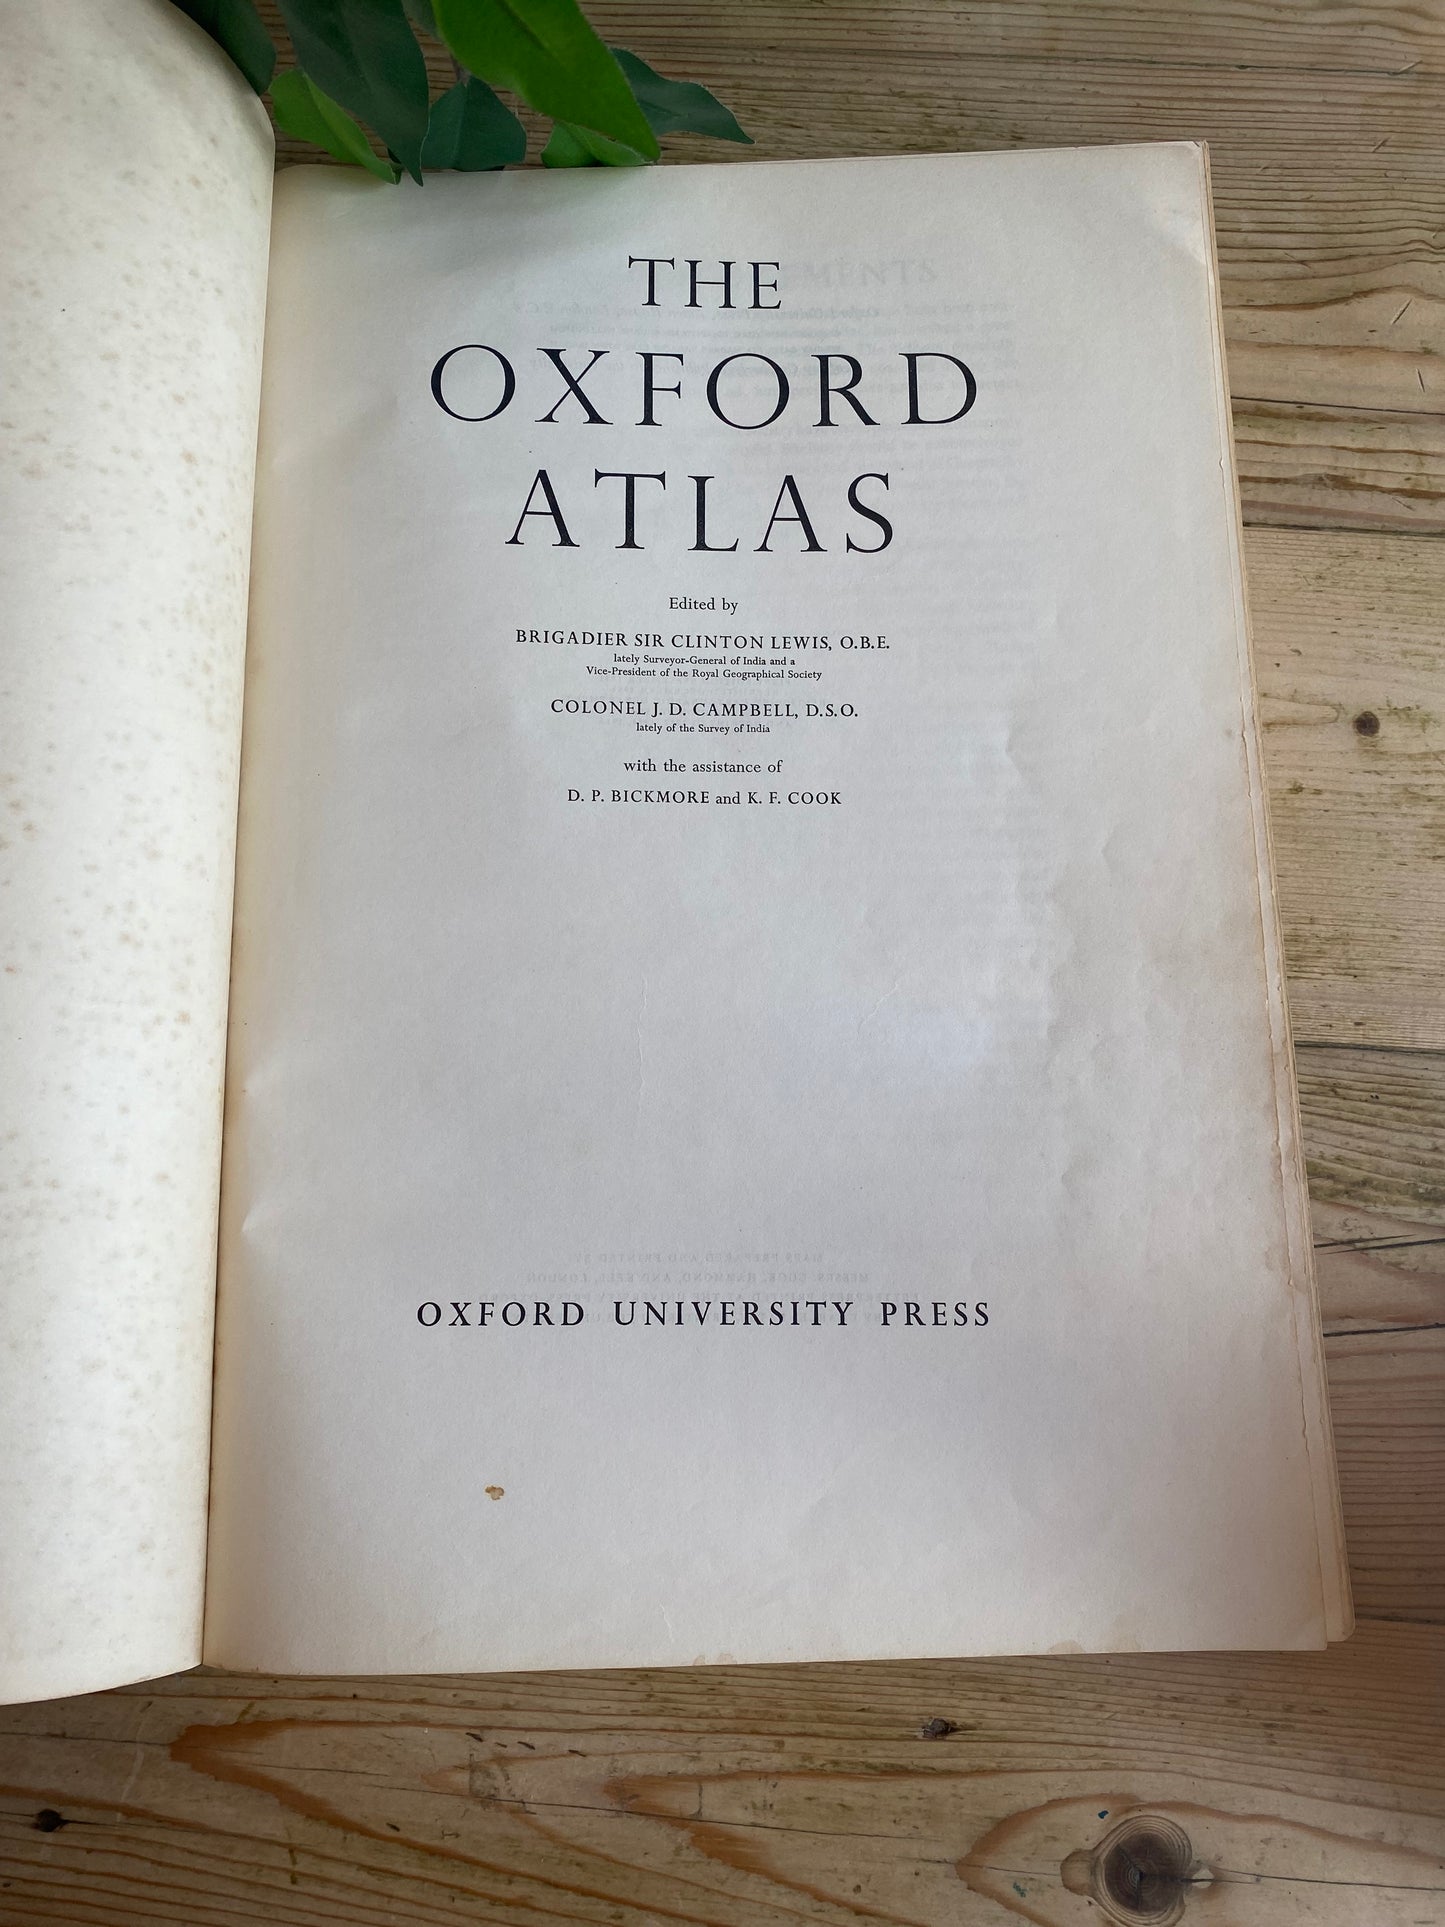 THE
OXFORD
ATLAS
Edited by
BRIGADIER SIR CLINTON LEWIS, O.B.E.
lately Surveyor-General of India and a
Vice-President of the Royal Geographical Society
COLONEL J. D. CAMPBELL, D.S.O.
lately of the Survey of India
with the assistance of
D. P. BICKMORE and K. F. COOK
OXFORD UNIVERSITY PRESS